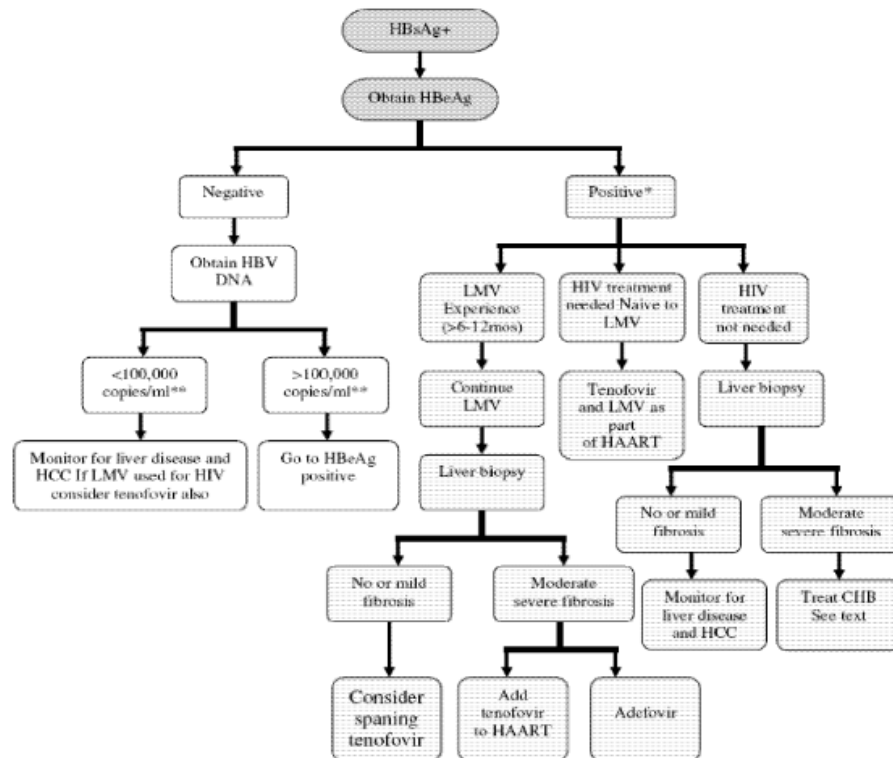 HBsAg+
Obtain HBeAg
Negative
Positive*
Obtain HBV
DNA
LMV
Experience
(>6-12mos)
HIV treatment
needed Naive to
LMV
HIV
treatment
not needed
<100,000
copies/ml**
>100,000
copies/ml**
Continue
LMV
Tenofovir
and LMV as
part
of HAART
Liver biopsy
Monitor for liver disease and
HCC If LMV used for HIV
consider tenofovir also
Go to HBeAg
positive
Liver biopsy
No or mild
fibrosis
Moderate
severe fibrosis
No or mild
fibrosis
Moderate
severe fibrosis
Monitor for
liver disease
and HCC
Treat CHB
See text
Consider
spaning
tenofovir
Add
tenofovir
to HAART
Adefovir